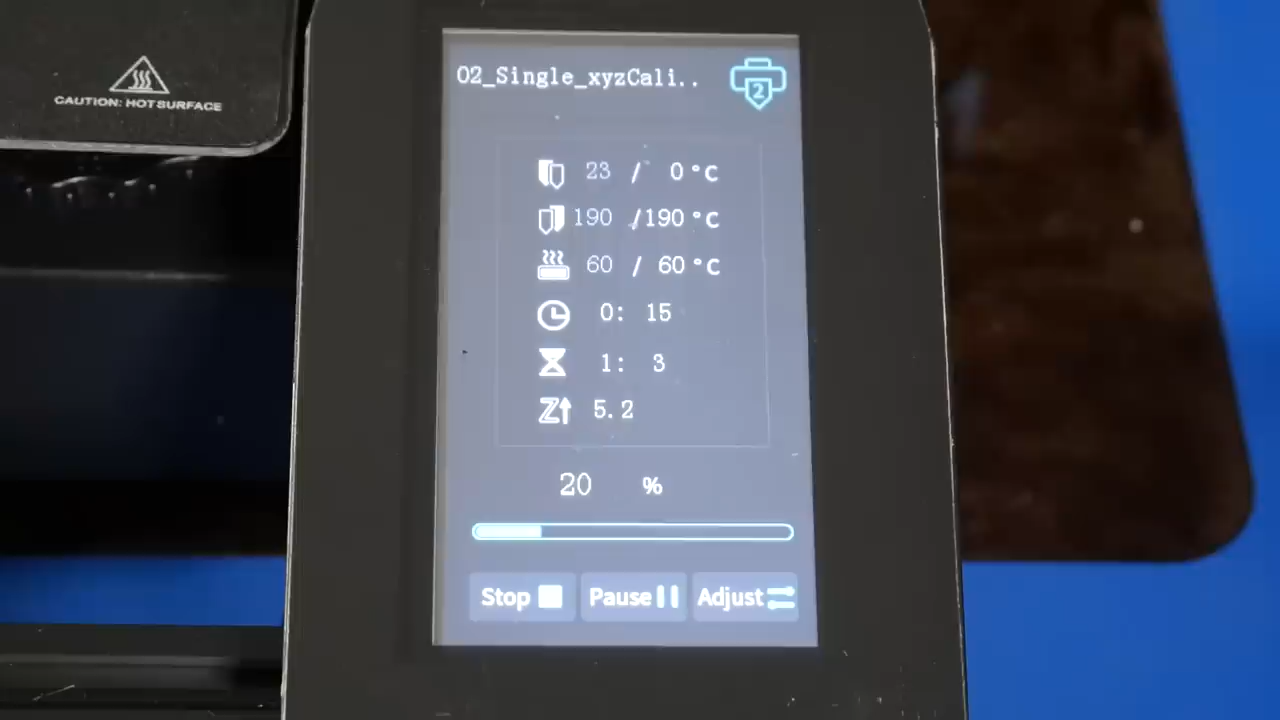 CAUTION: HOT SURFACE
02_Single_xyzCali..
2
23 / 0°C
190 /190°C
60 / 60°C
0: 15
1: 3
Z 5.2
20 %
Stop
Pause
Adjust